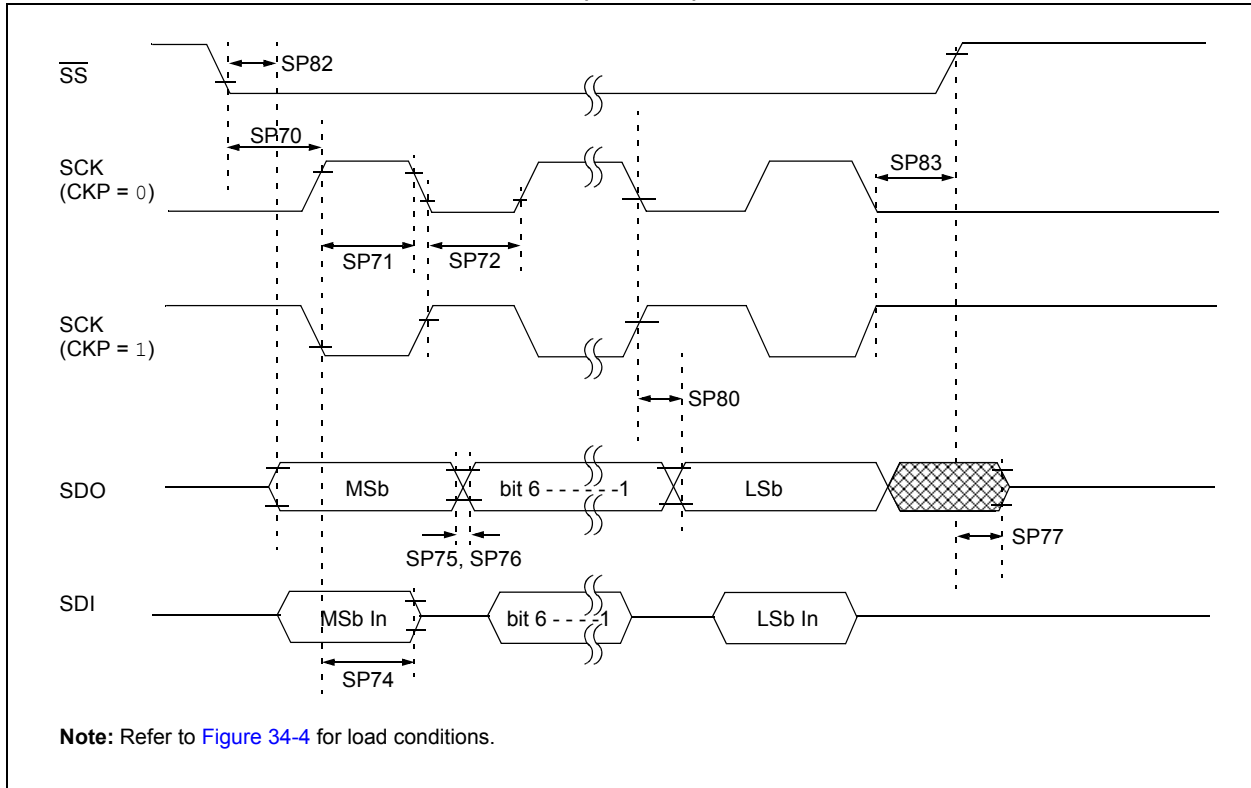 SS
SP82
SP70
SCK
(CKP = 0)
SP83
SP71
SP72
SCK
(CKP = 1)
SP80
SDO
MSb
bit 6 - - - - - -1
LSb
SP77
SP75, SP76
SDI
MSb In
bit 6 - - - -1
LSb In
SP74
Note: Refer to Figure 34-4 for load conditions.